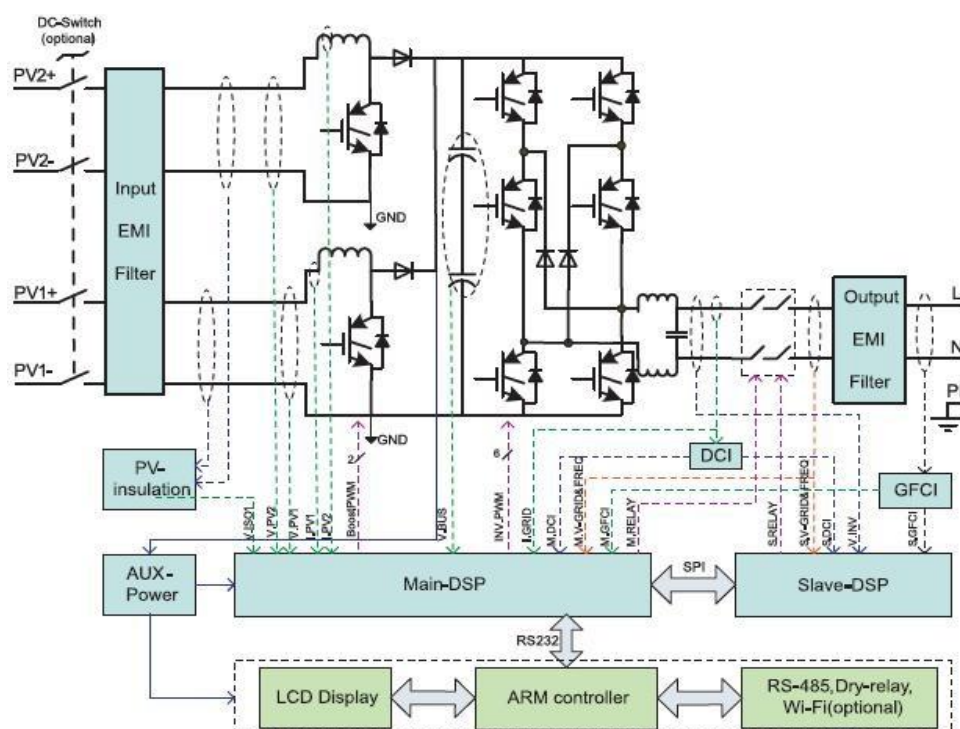 DC-Switch
(optional)
PV2+
PV2-
PV1+
PV1-
Input
EMI
Filter
GND
GND
Output
EMI
Filter
L
N
DCI
GFCI
PV-
insulation
AUX-
Power
V.ISO1
V.PV2
V.PV1
I.PV1
I.PV2
2
BoostPWM
V.BUS
6
INV.PWM
I.GRID
M.DCI
M.V-GRID&FREQ
M.GFCI
M.RELAY
S.RELAY
S.V-GRID&FREQ
S.DCI
V.INV
S.GFCI
Main-DSP
SPI
Slave-DSP
RS232
LCD Display
ARM controller
RS-485,Dry-relay,
Wi-Fi(optional)